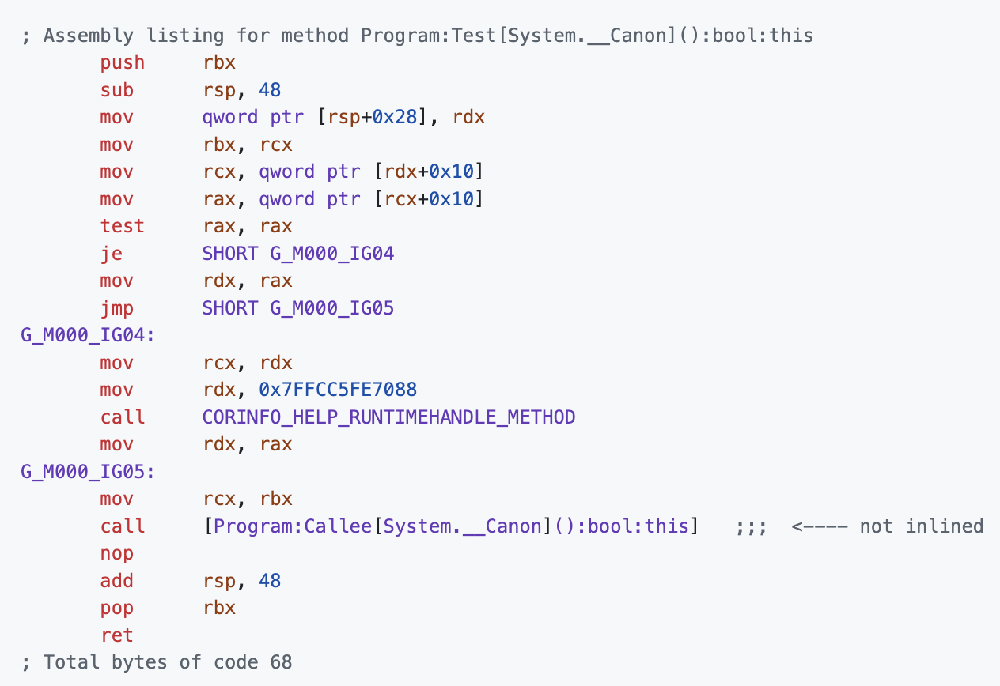 ; Assembly listing for method Program:Test[System.__Canon]():bool:this
       push     rbx
       sub      rsp, 48
       mov      qword ptr [rsp+0x28], rdx
       mov      rbx, rcx
       mov      rcx, qword ptr [rdx+0x10]
       mov      rax, qword ptr [rcx+0x10]
       test     rax, rax
       je       SHORT G_M000_IG04
       mov      rdx, rax
       jmp      SHORT G_M000_IG05
G_M000_IG04:
       mov      rcx, rdx
       mov      rdx, 0x7FFCC5FE7088
       call     CORINFO_HELP_RUNTIMEHANDLE_METHOD
       mov      rdx, rax
G_M000_IG05:
       mov      rcx, rbx
       call     [Program:Callee[System.__Canon]():bool:this]   ;;;  <---- not inlined
       nop
       add      rsp, 48
       pop      rbx
       ret
; Total bytes of code 68